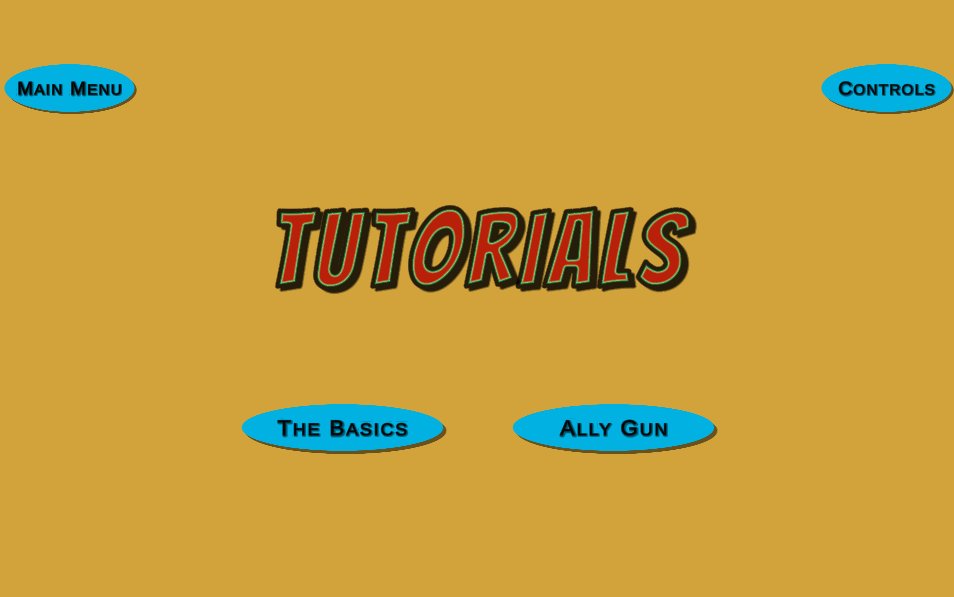 Main Menu
Controls
TUTORIALS
The Basics
Ally Gun